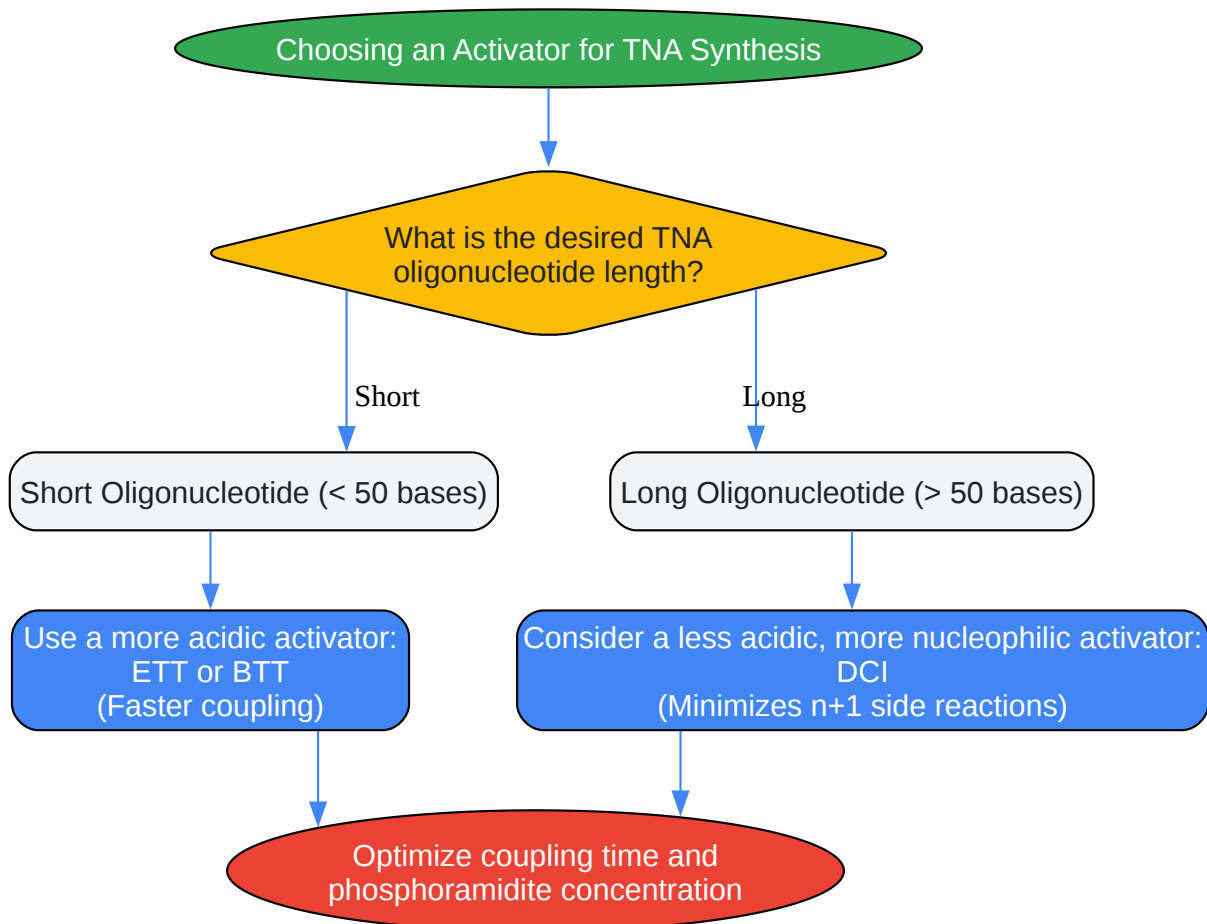 Choosing an Activator for TNA Synthesis
What is the desired TNA
oligonucleotide length?
Short
Long
Short Oligonucleotide (< 50 bases)
Long Oligonucleotide (> 50 bases)
Use a more acidic activator:
ETT or BTT
(Faster coupling)
Consider a less acidic, more nucleophilic activator:
DCI
(Minimizes n+1 side reactions)
Optimize coupling time and
phosphoramidite concentration